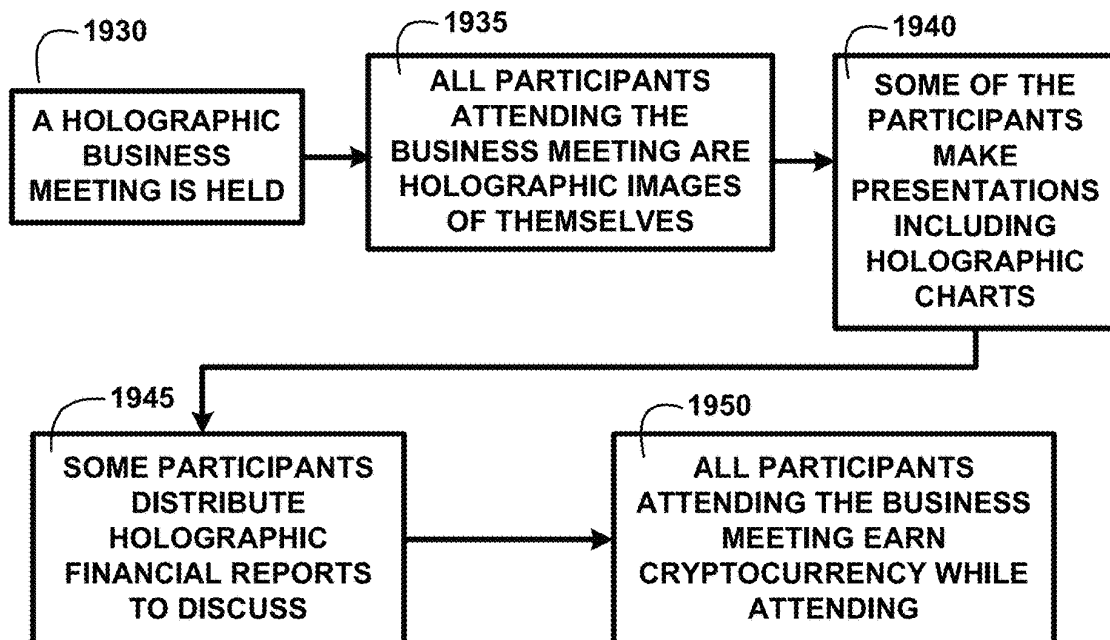 1930
A HOLOGRAPHIC
BUSINESS
MEETING IS HELD
1935
ALL PARTICIPANTS
ATTENDING THE
BUSINESS MEETING ARE
HOLOGRAPHIC IMAGES
OF THEMSELVES
1940
SOME OF THE
PARTICIPANTS
MAKE
PRESENTATIONS
INCLUDING
HOLOGRAPHIC
CHARTS
1945
SOME PARTICIPANTS
DISTRIBUTE
HOLOGRAPHIC
FINANCIAL REPORTS
TO DISCUSS
1950
ALL PARTICIPANTS
ATTENDING THE BUSINESS
MEETING EARN
CRYPTOCURRENCY WHILE
ATTENDING